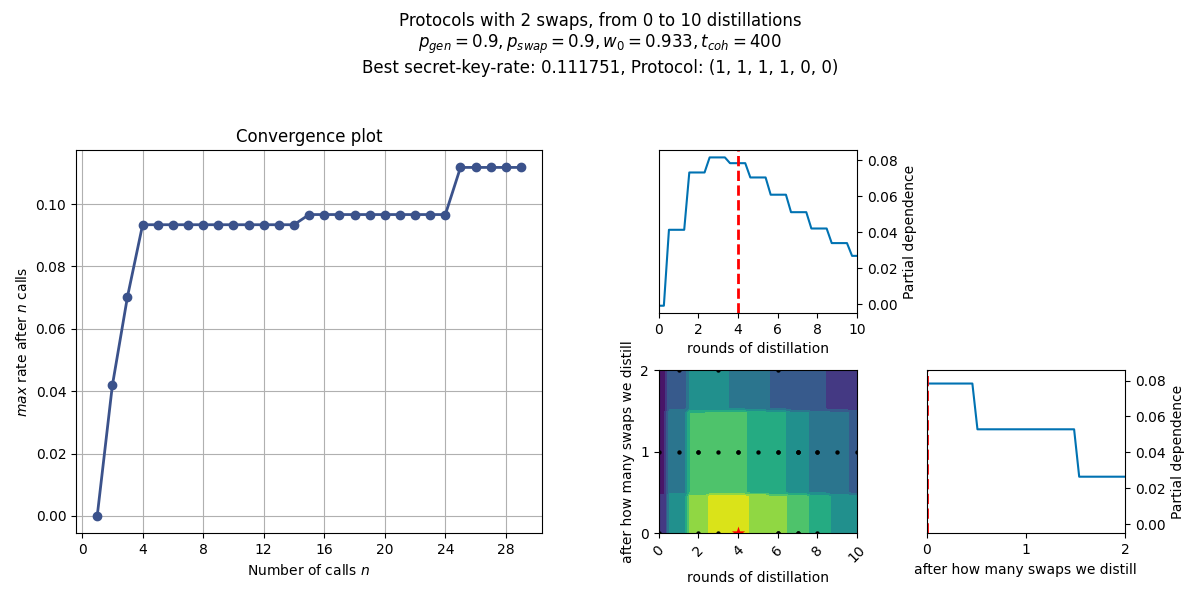 Protocols with 2 swaps, from 0 to 10 distillations
$p_{gen} = 0.9, p_{swap} = 0.9, w_0 = 0.933, t_{coh} = 400$
Best secret-key-rate: 0.111751, Protocol: (1, 1, 1, 1, 0, 0)
Convergence plot
max rate after n calls
0.10
0.08
0.06
0.04
0.02
0.00
0 4 8 12 16 20 24 28
Number of calls n
0.08
0.06
0.04
0.02
0.00
Partial dependence
0 2 4 6 8 10
rounds of distillation
after how many swaps we distill
2
1
0
0 2 4 6 8 10
rounds of distillation
0.08
0.06
0.04
0.02
0.00
Partial dependence
0 1 2
after how many swaps we distill